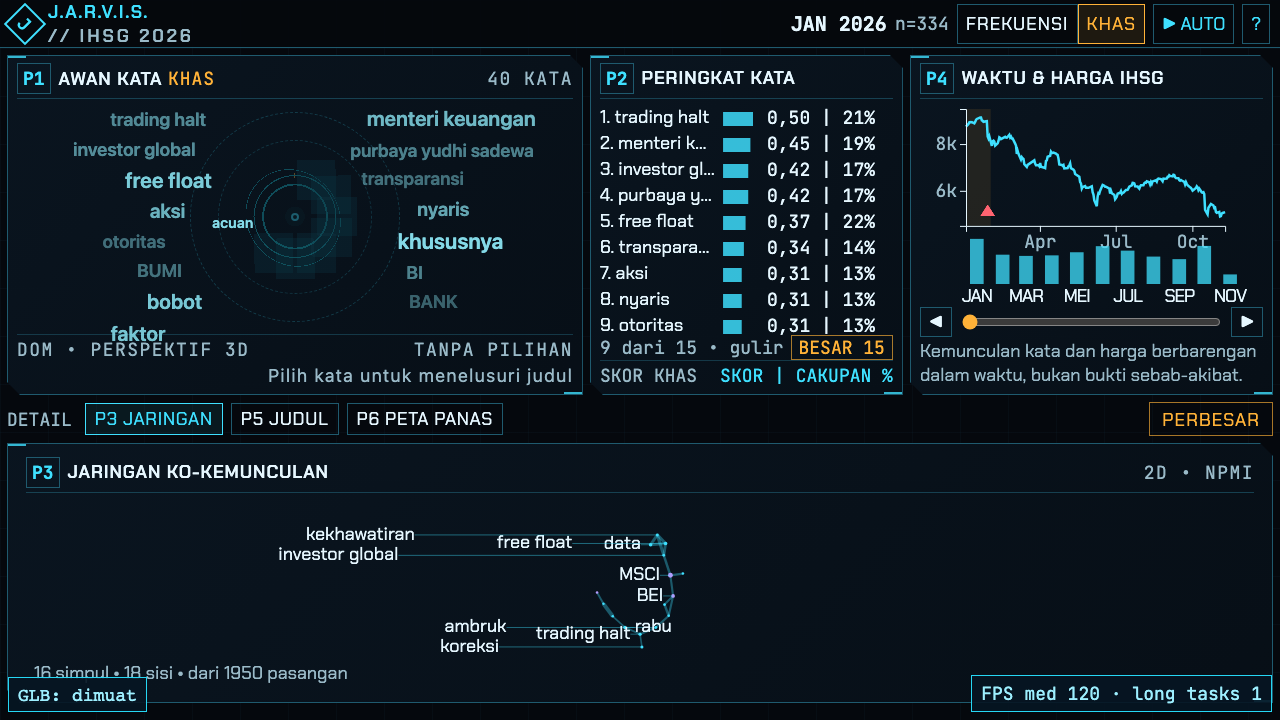 J.A.R.V.I.S.
// IHSG 2026
JAN 2026 n=334 FREKUENSI KHAS ▶ AUTO ?
P1 AWAN KATA KHAS 40 KATA
trading halt
investor global
free float
aksi
otoritas
BUMI
bobot
faktor
acuan
menteri keuangan
purbaya yudhi sadewa
transparansi
nyaris
khususnya
BI
BANK
DOM • PERSPEKTIF 3D TANPA PILIHAN
Pilih kata untuk menelusuri judul
P2 PERINGKAT KATA
1. trading halt 0,50 | 21%
2. menteri k... 0,45 | 19%
3. investor gl... 0,42 | 17%
4. purbaya y... 0,42 | 17%
5. free float 0,37 | 22%
6. transpara... 0,34 | 14%
7. aksi 0,31 | 13%
8. nyaris 0,31 | 13%
9. otoritas 0,31 | 13%
9 dari 15 • gulir BESAR 15
SKOR KHAS SKOR | CAKUPAN %
P4 WAKTU & HARGA IHSG
8k
6k
Apr Jul Oct
JAN MAR MEI JUL SEP NOV
◀ ▶
Kemunculan kata dan harga berbarengan
dalam waktu, bukan bukti sebab-akibat.
DETAIL P3 JARINGAN P5 JUDUL P6 PETA PANAS PERBESAR
P3 JARINGAN KO-KEMUNCULAN 2D • NPMI
kekhawatiran
investor global
free float
data
MSCI
BEI
ambruk
trading halt
rabu
koreksi
16 simpul • 18 sisi • dari 1950 pasangan
GLB: dimuat
FPS med 120 · long tasks 1